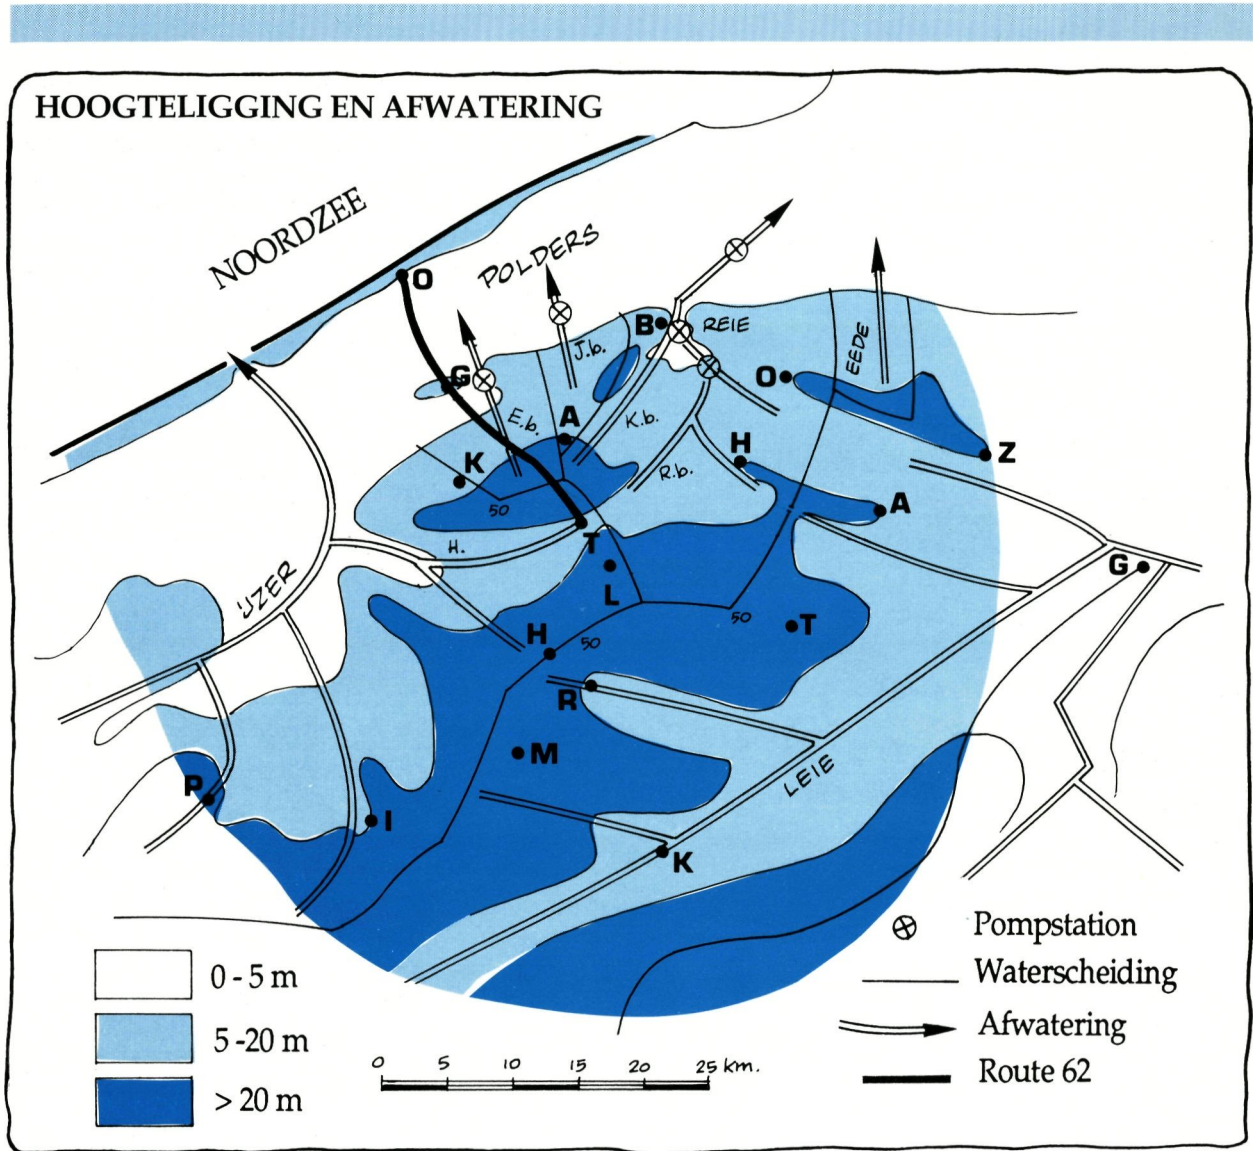 HOOGTELIGGING EN AFWATERING
NOORDZEE
POLDERS
O
G
J.b.
B
REIE
EEDE
O
E.b.
A
K.b.
H
Z
K
R.b.
A
50
T
H.
G
L
IJZER
T
H
50
50
R
M
LEIE
P
I
K
Pompstation
Waterscheiding
Afwatering
Route 62
0 - 5 m
5 -20 m
> 20 m
0 5 10 15 20 25 km.